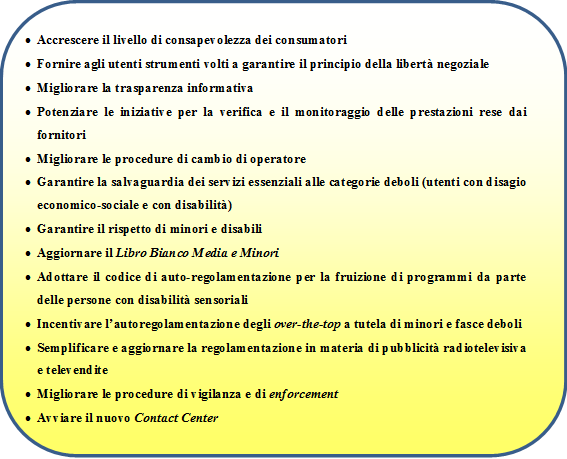 • Accrescere il livello di consapevolezza dei consumatori
• Fornire agli utenti strumenti volti a garantire il principio della libertà negoziale
• Migliorare la trasparenza informativa
• Potenziare le iniziative per la verifica e il monitoraggio delle prestazioni rese dai
fornitori
• Migliorare le procedure di cambio di operatore
• Garantire la salvaguardia dei servizi essenziali alle categorie deboli (utenti con disagio
economico-sociale e con disabilità)
• Garantire il rispetto di minori e disabili
• Aggiornare il Libro Bianco Media e Minori
• Adottare il codice di auto-regolamentazione per la fruizione di programmi da parte
delle persone con disabilità sensoriali
• Incentivare l’autoregolamentazione degli over-the-top a tutela di minori e fasce deboli
• Semplificare e aggiornare la regolamentazione in materia di pubblicità radiotelevisiva
e televendite
• Migliorare le procedure di vigilanza e di enforcement
• Avviare il nuovo Contact Center